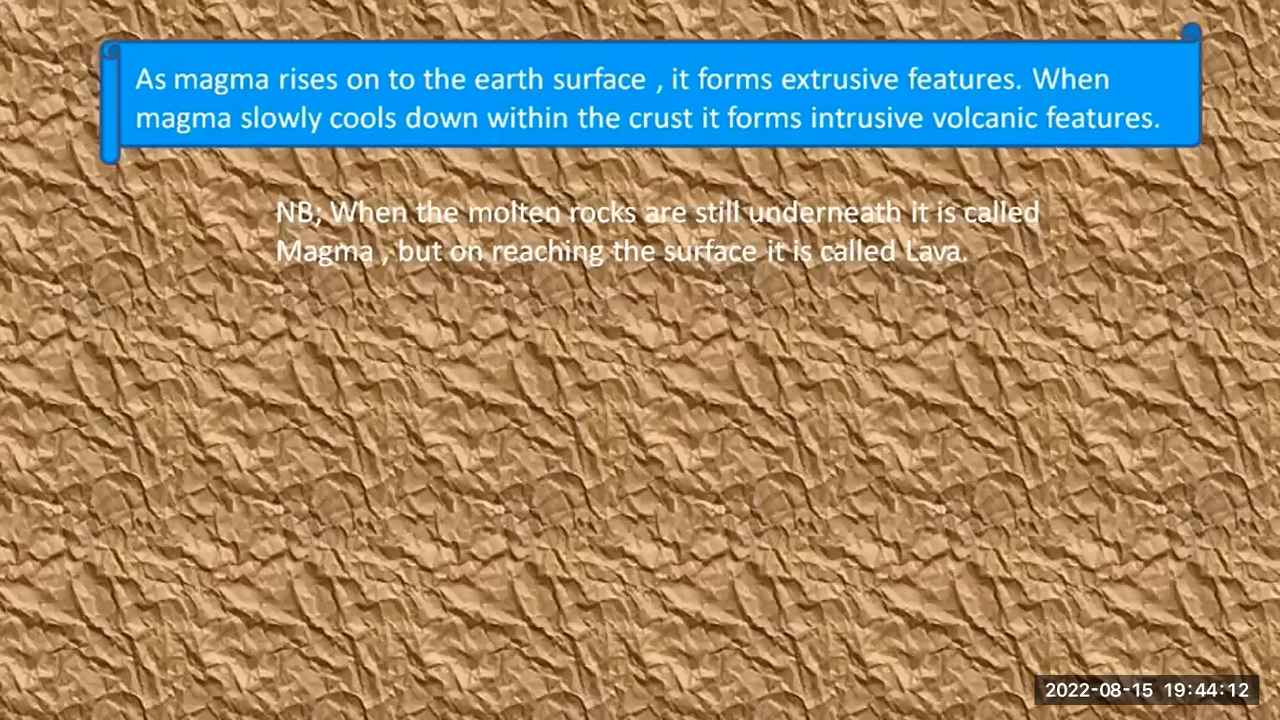 As magma rises on to the earth surface , it forms extrusive features. When
magma slowly cools down within the crust it forms intrusive volcanic features.
NB; When the molten rocks are still underneath it is called
Magma , but on reaching the surface it is called Lava.
2022-08-15 19:44:12